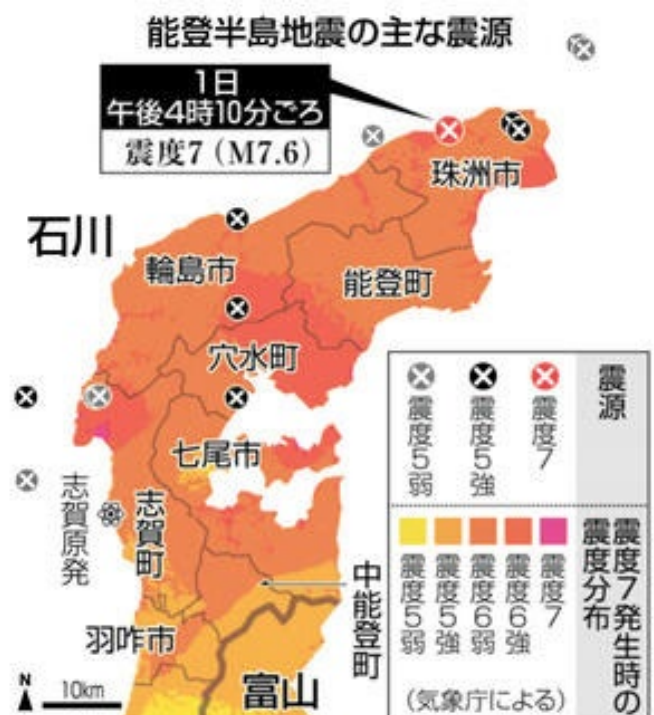 能登半島地震の主な震源
1日
午後4時10分ごろ
震度7(M7.6)
珠洲市
石川
輪島市
能登町
穴水町
七尾市
志賀原発
志賀町
中能登町
羽咋市
富山
N
10km
震源
震度7
震度5強
震度5弱
震度7発生時の
震度分布
震度7
震度6強
震度6弱
震度5強
震度5弱
(気象庁による)